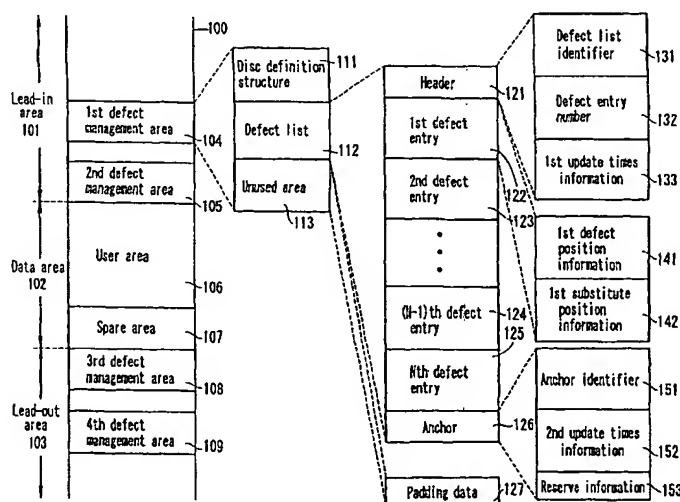 100
Lead-in
area
101
1st defect
management area
104
2nd defect
management area
105
Data area
102
User area
106
Spare area
107
3rd defect
management area
108
Lead-out
area
103
4th defect
management area
109
111
Disc definition
structure
Defect list
112
Unused area
113
Header
121
1st defect
entry
122
2nd defect
entry
123
(N-1)th defect
entry
124
125
Nth defect
entry
Anchor
126
127
Padding data
Defect list
identifier
131
Defect entry
number
132
1st update times
information
133
1st defect
position
information
141
1st substitute
position
information
142
Anchor identifier
151
2nd update times
information
152
Reserve information
153